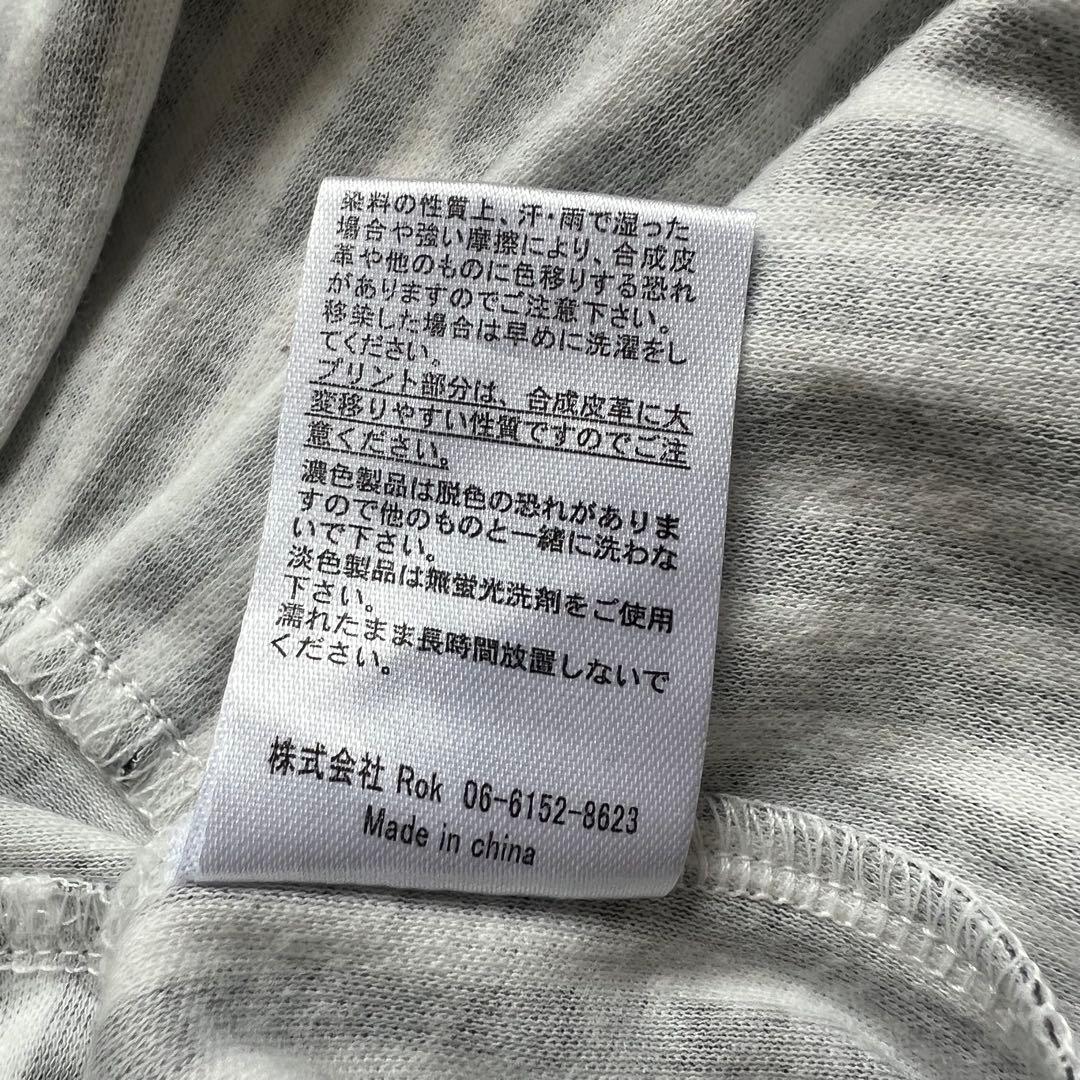 染料の性質上、汗・雨で湿った
場合や強い摩擦により、合成皮
革や他のものに色移りする恐れ
がありますのでご注意下さい。
移染した場合は早めに洗濯をし
てください。
プリント部分は、合成皮革に大
変移りやすい性質ですのでご注
意ください。
濃色製品は脱色の恐れがありま
すので他のものと一緒に洗わな
いで下さい。
淡色製品は無蛍光洗剤をご使用
下さい。
濡れたまま長時間放置しないで
ください。
株式会社 Rok 06-6152-8623
Made in china